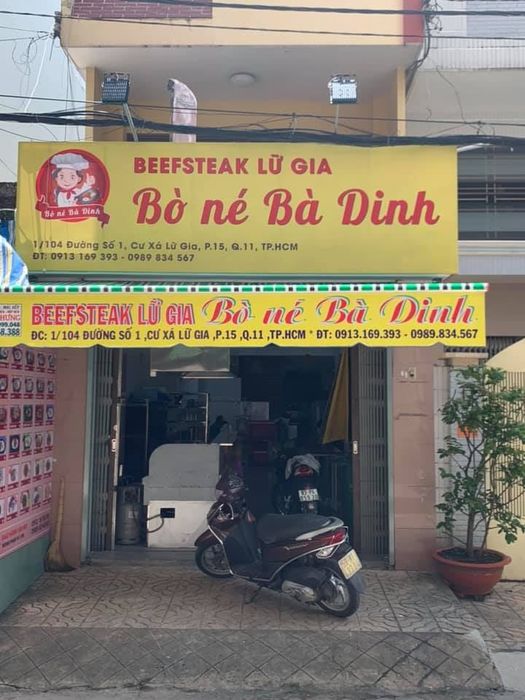 BEEFSTEAK LỮ GIA
Bò né Bà Dinh
Bò né Bà Dinh
1/104 Đường Số 1, Cư Xá Lữ Gia, P.15, Q.11, TP.HCM
ĐT: 0913 169 393 - 0989 834 567
BEEFSTEAK LỮ GIA Bò né Bà Dinh
ĐC: 1/104 ĐƯỜNG SỐ 1 ,CƯ XÁ LỮ GIA ,P.15 ,Q.11 ,TP.HCM * ĐT: 0913.169.393 - 0989.834.567